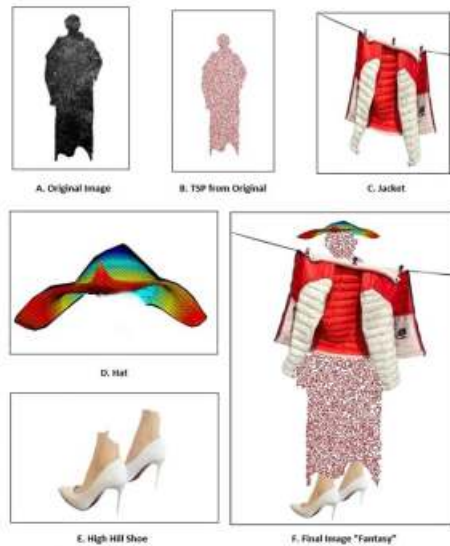 A. Original Image
B. TSP from Original
C. Jacket
D. Hat
E. High Hill Shoe
F. Final Image "Fantasy"